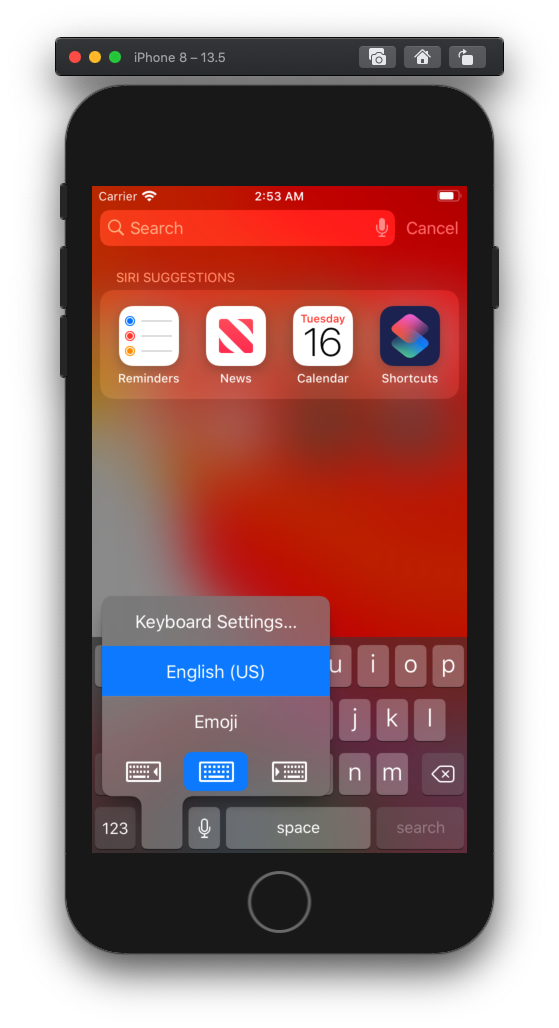 iPhone 8 – 13.5
Carrier 2:53 AM
Search Cancel
SIRI SUGGESTIONS
Tuesday
16
Reminders News Calendar Shortcuts
Keyboard Settings...
English (US)
u i o p
Emoji
j k l
n m
123 space search